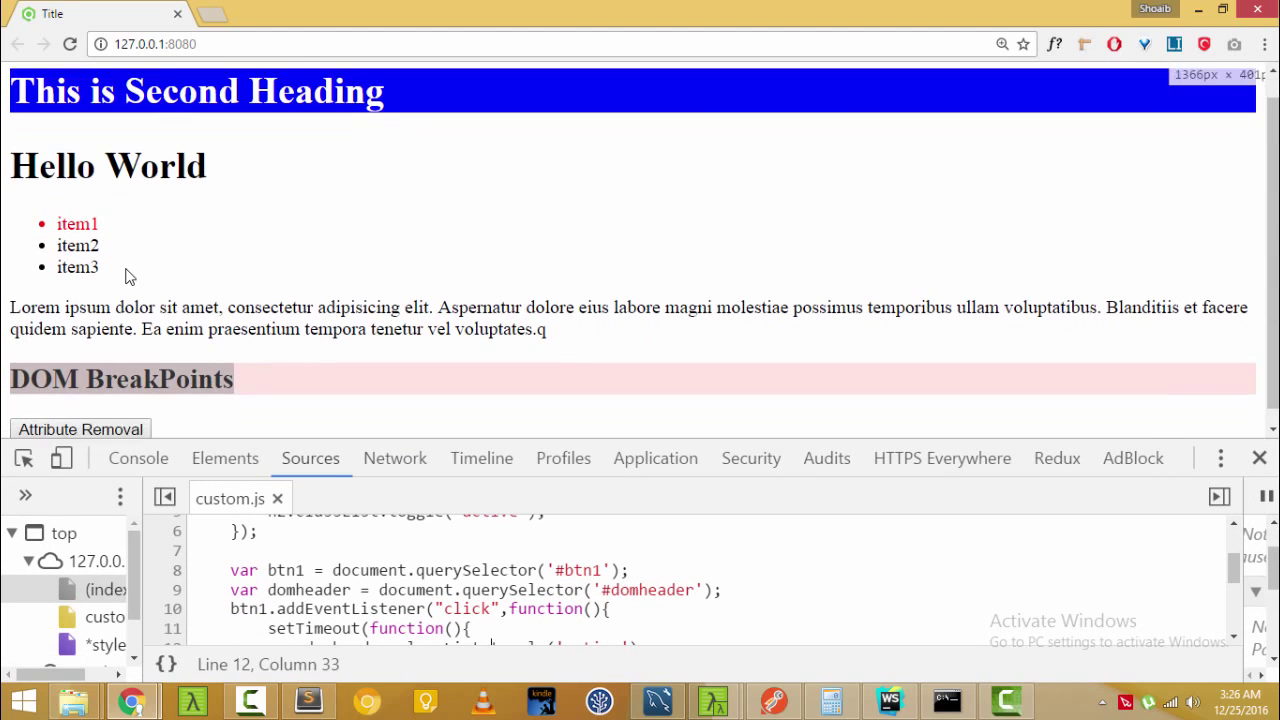 Title
Shoaib
127.0.0.1:8080
f?
LI
1366px × 401p
This is Second Heading
Hello World
item1
item2
item3
Lorem ipsum dolor sit amet, consectetur adipisicing elit. Aspernatur dolore eius labore magni molestiae possimus temporibus ullam voluptatibus. Blanditiis et facere
quidem sapiente. Ea enim praesentium tempora tenetur vel voluptates.q
DOM BreakPoints
Attribute Removal
Console Elements Sources Network Timeline Profiles Application Security Audits HTTPS Everywhere Redux AdBlock
custom.js
top
127.0.0.
(index
custo
*style
6 });
7
8 var btn1 = document.querySelector('#btn1');
9 var domheader = document.querySelector('#domheader');
10 btn1.addEventListener("click",function(){
11 setTimeout(function(){
{} Line 12, Column 33
Activate Windows
Go to PC settings to activate Windows.
kindle
WS
3:26 AM
12/25/2016